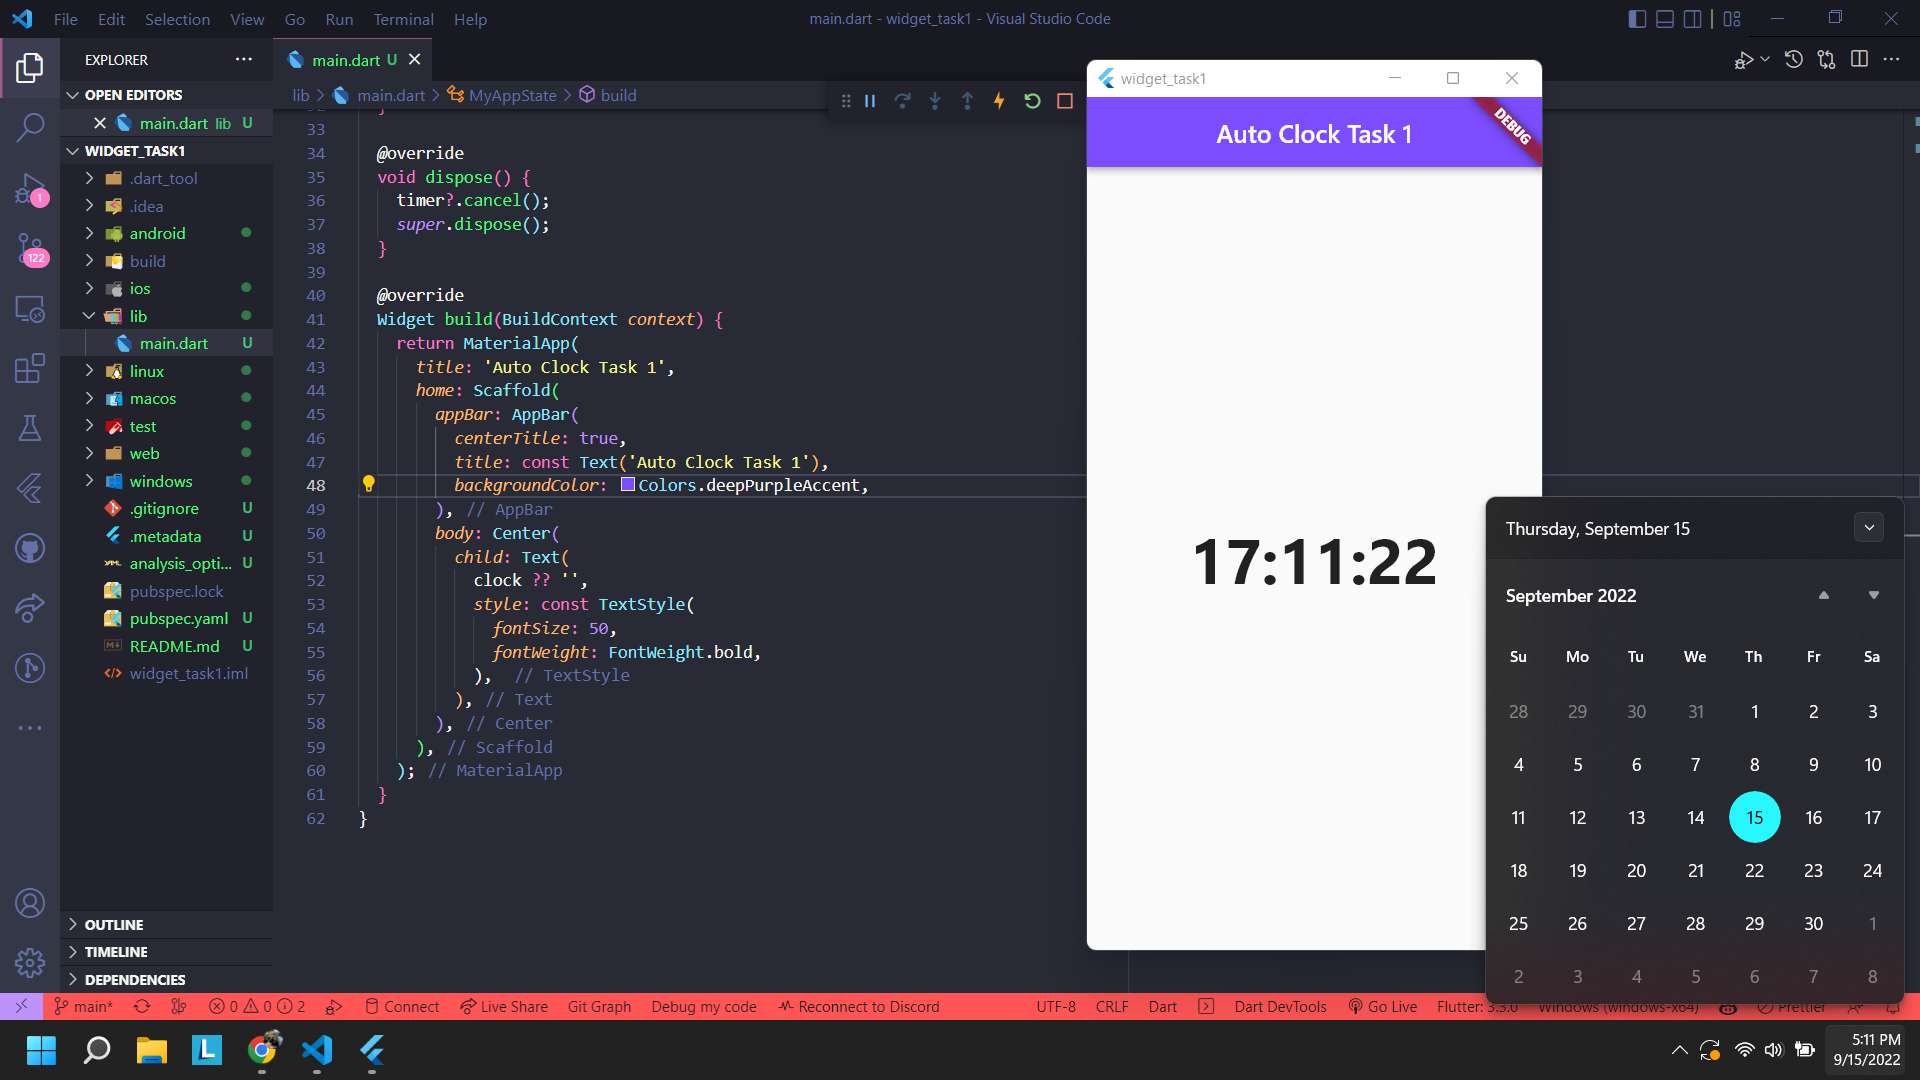 File Edit Selection View Go Run Terminal Help
main.dart - widget_task1 - Visual Studio Code
EXPLORER
OPEN EDITORS
main.dart lib U
WIDGET_TASK1
.dart_tool
.idea
android
build
ios
lib
main.dart U
linux
macos
test
web
windows
.gitignore U
.metadata U
analysis_opti... U
pubspec.lock
pubspec.yaml U
README.md U
widget_task1.iml
OUTLINE
TIMELINE
DEPENDENCIES
1
122
main.dart U
lib > main.dart > MyAppState > build
33
34 @override
35 void dispose() {
36 timer?.cancel();
37 super.dispose();
38 }
39
40 @override
41 Widget build(BuildContext context) {
42 return MaterialApp(
43 title: 'Auto Clock Task 1',
44 home: Scaffold(
45 appBar: AppBar(
46 centerTitle: true,
47 title: const Text('Auto Clock Task 1'),
48 backgroundColor: Colors.deepPurpleAccent,
49 ), // AppBar
50 body: Center(
51 child: Text(
52 clock ?? '',
53 style: const TextStyle(
54 fontSize: 50,
55 fontWeight: FontWeight.bold,
56 ), // TextStyle
57 ), // Text
58 ), // Center
59 ), // Scaffold
60 ); // MaterialApp
61 }
62 }
widget_task1
Auto Clock Task 1
DEBUG
17:11:22
Thursday, September 15
September 2022
Su Mo Tu We Th Fr Sa
28 29 30 31 1 2 3
4 5 6 7 8 9 10
11 12 13 14 15 16 17
18 19 20 21 22 23 24
25 26 27 28 29 30 1
2 3 4 5 6 7 8
main* 0 0 2 Connect Live Share Git Graph Debug my code Reconnect to Discord UTF-8 CRLF Dart Dart DevTools Go Live Flutter: 3.3.0 Windows (windows-x64) Prettier
L
5:11 PM
9/15/2022